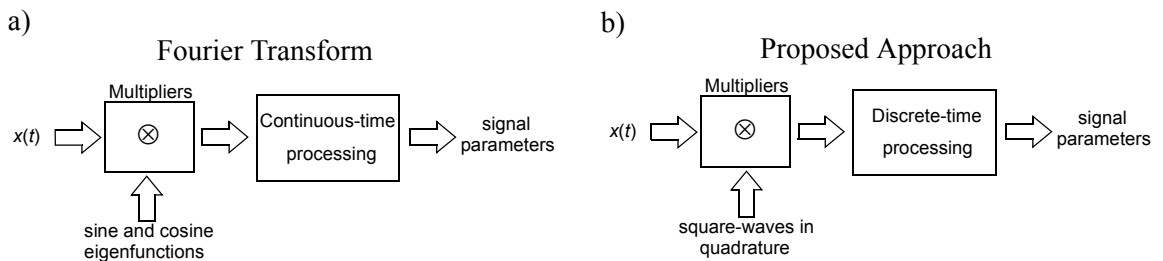 a)
Fourier Transform
Multipliers
x(t)
⊗
Continuous-time
processing
signal
parameters
sine and cosine
eigenfunctions
b)
Proposed Approach
Multipliers
x(t)
⊗
Discrete-time
processing
signal
parameters
square-waves in
quadrature